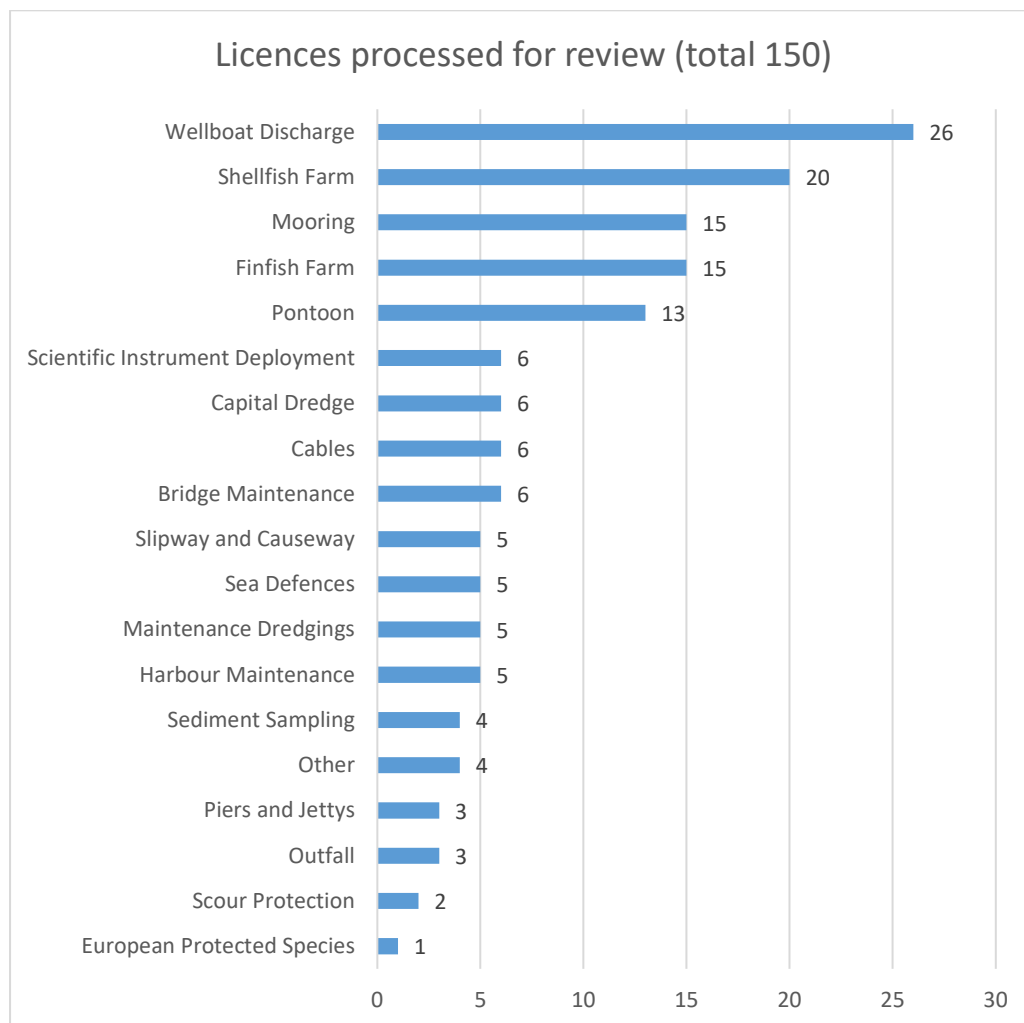 Licences processed for review (total 150)
Wellboat Discharge 26
Shellfish Farm 20
Mooring 15
Finfish Farm 15
Pontoon 13
Scientific Instrument Deployment 6
Capital Dredge 6
Cables 6
Bridge Maintenance 6
Slipway and Causeway 5
Sea Defences 5
Maintenance Dredgings 5
Harbour Maintenance 5
Sediment Sampling 4
Other 4
Piers and Jettys 3
Outfall 3
Scour Protection 2
European Protected Species 1
0 5 10 15 20 25 30